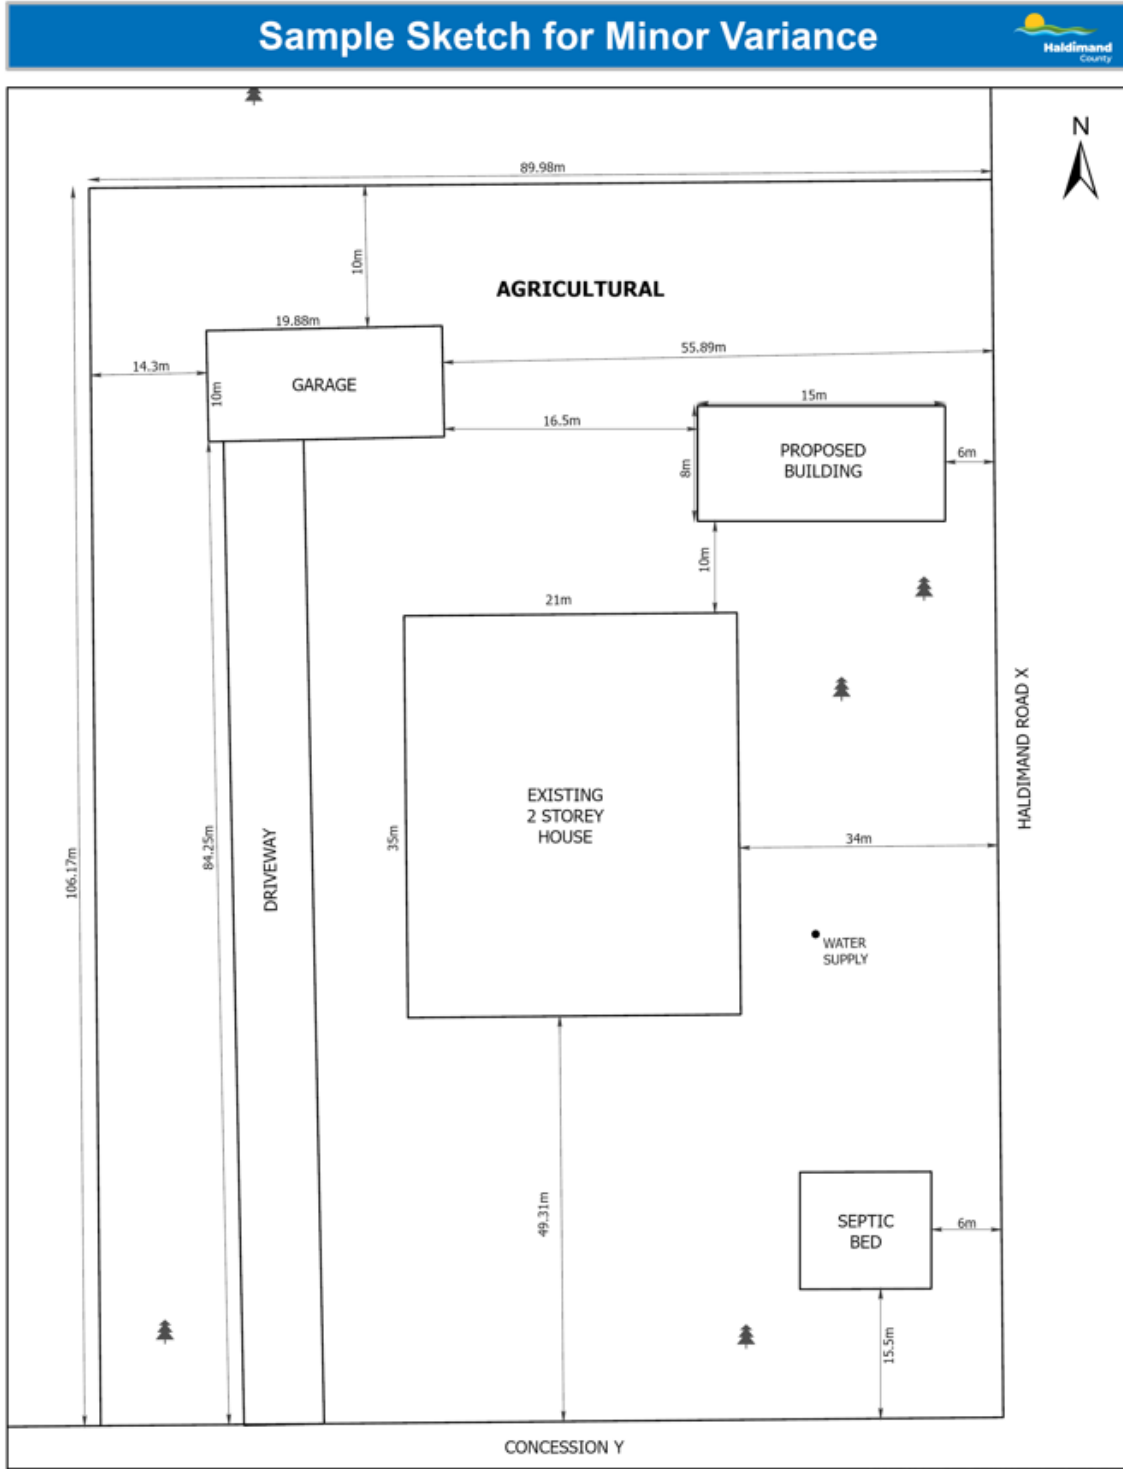 Sample Sketch for Minor Variance
Haldimand
County
N
89.98m
10m
AGRICULTURAL
19.88m
55.89m
14.3m
10m
GARAGE
15m
16.5m
PROPOSED
BUILDING
6m
8m
10m
21m
HALDIMAND ROAD X
EXISTING
2 STOREY
HOUSE
35m
34m
84.25m
DRIVEWAY
106.17m
WATER
SUPPLY
49.31m
SEPTIC
BED
6m
15.5m
CONCESSION Y